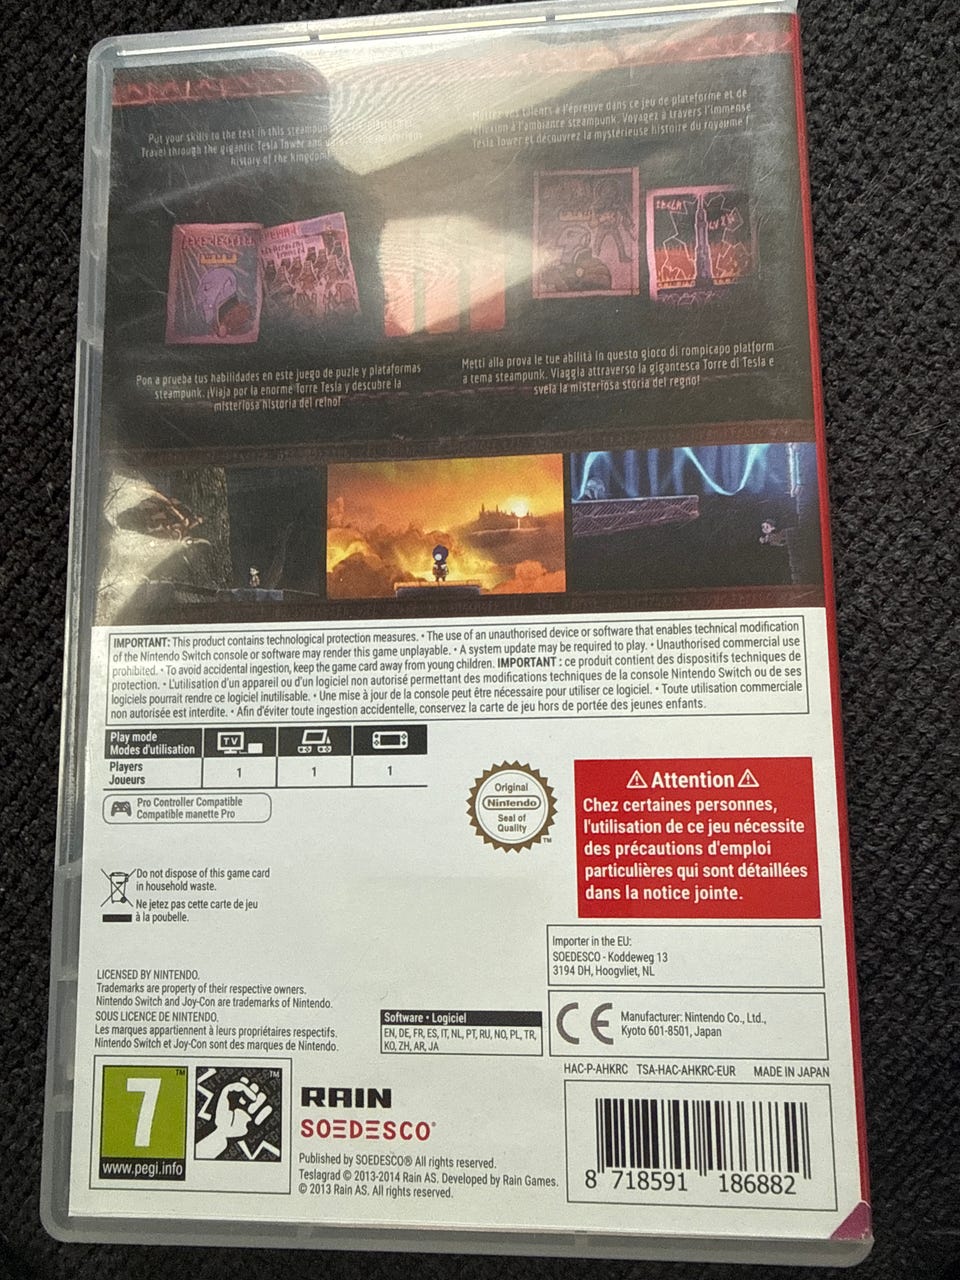 Put your skills to the test in this steampunk
Travel through the gigantic Tesla Tower and
history of the kingdom
talents à l'épreuve dans ce jeu de plateforme et de
à l'ambiance steampunk. Voyagez à travers l'immense
Tesla Tower et découvrez la mystérieuse histoire du royaume !
Pon a prueba tus habilidades en este juego de puzle y plataformas
steampunk. ¡Viaja por la enorme Torre Tesla y descubre la
misteriosa historia del reino!
Metti alla prova le tue abilità in questo gioco di rompicapo platform
a tema steampunk. Viaggia attraverso la gigantesca Torre di Tesla e
svela la misteriosa storia del regno!
IMPORTANT: This product contains technological protection measures. • The use of an unauthorised device or software that enables technical modification
of the Nintendo Switch console or software may render this game unplayable. • A system update may be required to play. • Unauthorised commercial use
prohibited. • To avoid accidental ingestion, keep the game card away from young children. IMPORTANT : ce produit contient des dispositifs techniques de
protection. • L'utilisation d'un appareil ou d'un logiciel non autorisé permettant des modifications techniques de la console Nintendo Switch ou de ses
logiciels pourrait rendre ce logiciel inutilisable. • Une mise à jour de la console peut être nécessaire pour utiliser ce logiciel. • Toute utilisation commerciale
non autorisée est interdite. • Afin d'éviter toute ingestion accidentelle, conservez la carte de jeu hors de portée des jeunes enfants.
Play mode
Modes d'utilisation
TV
Players
Joueurs
1 1 1
Pro Controller Compatible
Compatible manette Pro
Original
Nintendo
Seal of
Quality
TM
Attention
Chez certaines personnes,
l'utilisation de ce jeu nécessite
des précautions d'emploi
particulières qui sont détaillées
dans la notice jointe.
Do not dispose of this game card
in household waste.
Ne jetez pas cette carte de jeu
à la poubelle.
Importer in the EU:
SOEDESCO - Koddeweg 13
3194 DH, Hoogvliet, NL
LICENSED BY NINTENDO.
Trademarks are property of their respective owners.
Nintendo Switch and Joy-Con are trademarks of Nintendo.
SOUS LICENCE DE NINTENDO.
Les marques appartiennent à leurs propriétaires respectifs.
Nintendo Switch et Joy-Con sont des marques de Nintendo.
Software • Logiciel
EN, DE, FR, ES, IT, NL, PT, RU, NO, PL, TR,
KO, ZH, AR, JA
CE
Manufacturer: Nintendo Co., Ltd.,
Kyoto 601-8501, Japan
HAC-P-AHKRC TSA-HAC-AHKRC-EUR MADE IN JAPAN
7
TM
www.pegi.info
TM
RAIN
SOEDESCO®
Published by SOEDESCO® All rights reserved.
Teslagrad © 2013-2014 Rain AS. Developed by Rain Games.
© 2013 Rain AS. All rights reserved.
8 718591 186882